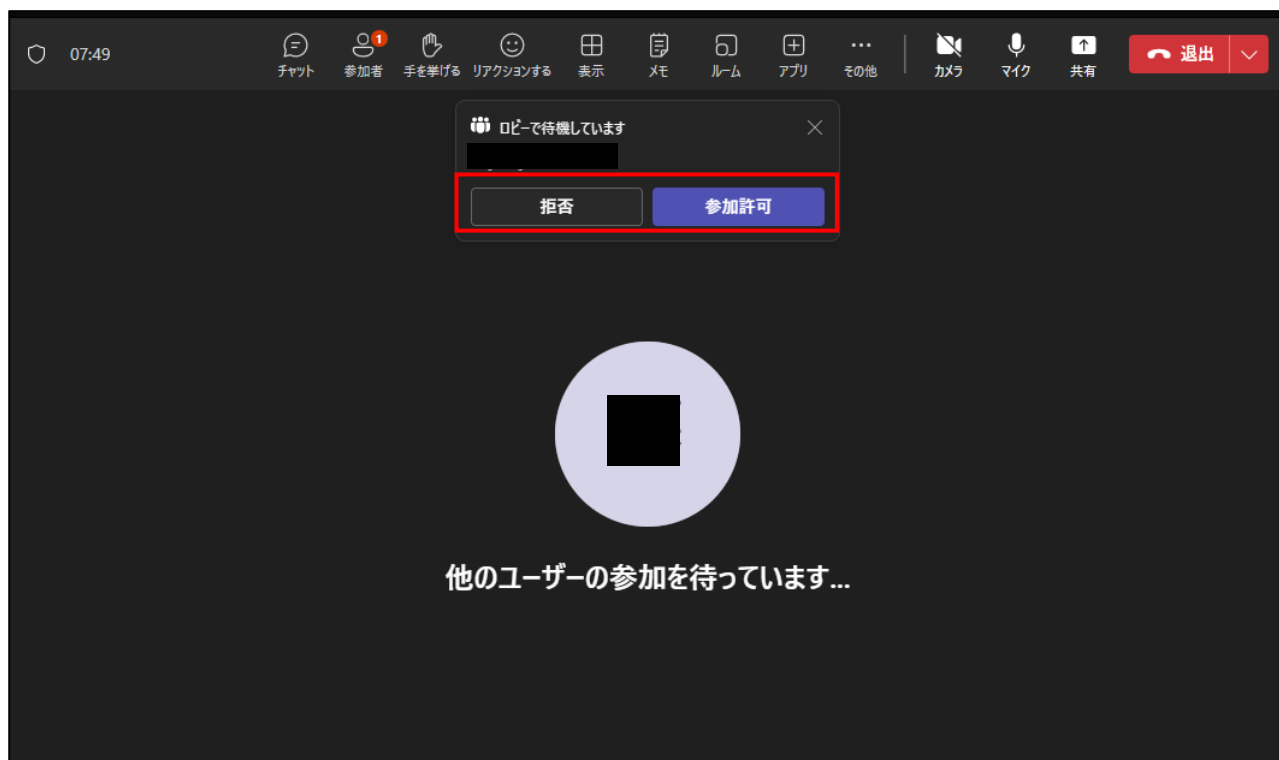 07:49
チャット
参加者
1
手を挙げる
リアクションする
表示
メモ
ルーム
アプリ
その他
カメラ
マイク
共有
退出
ロビーで待機しています
拒否
参加許可
他のユーザーの参加を待っています...